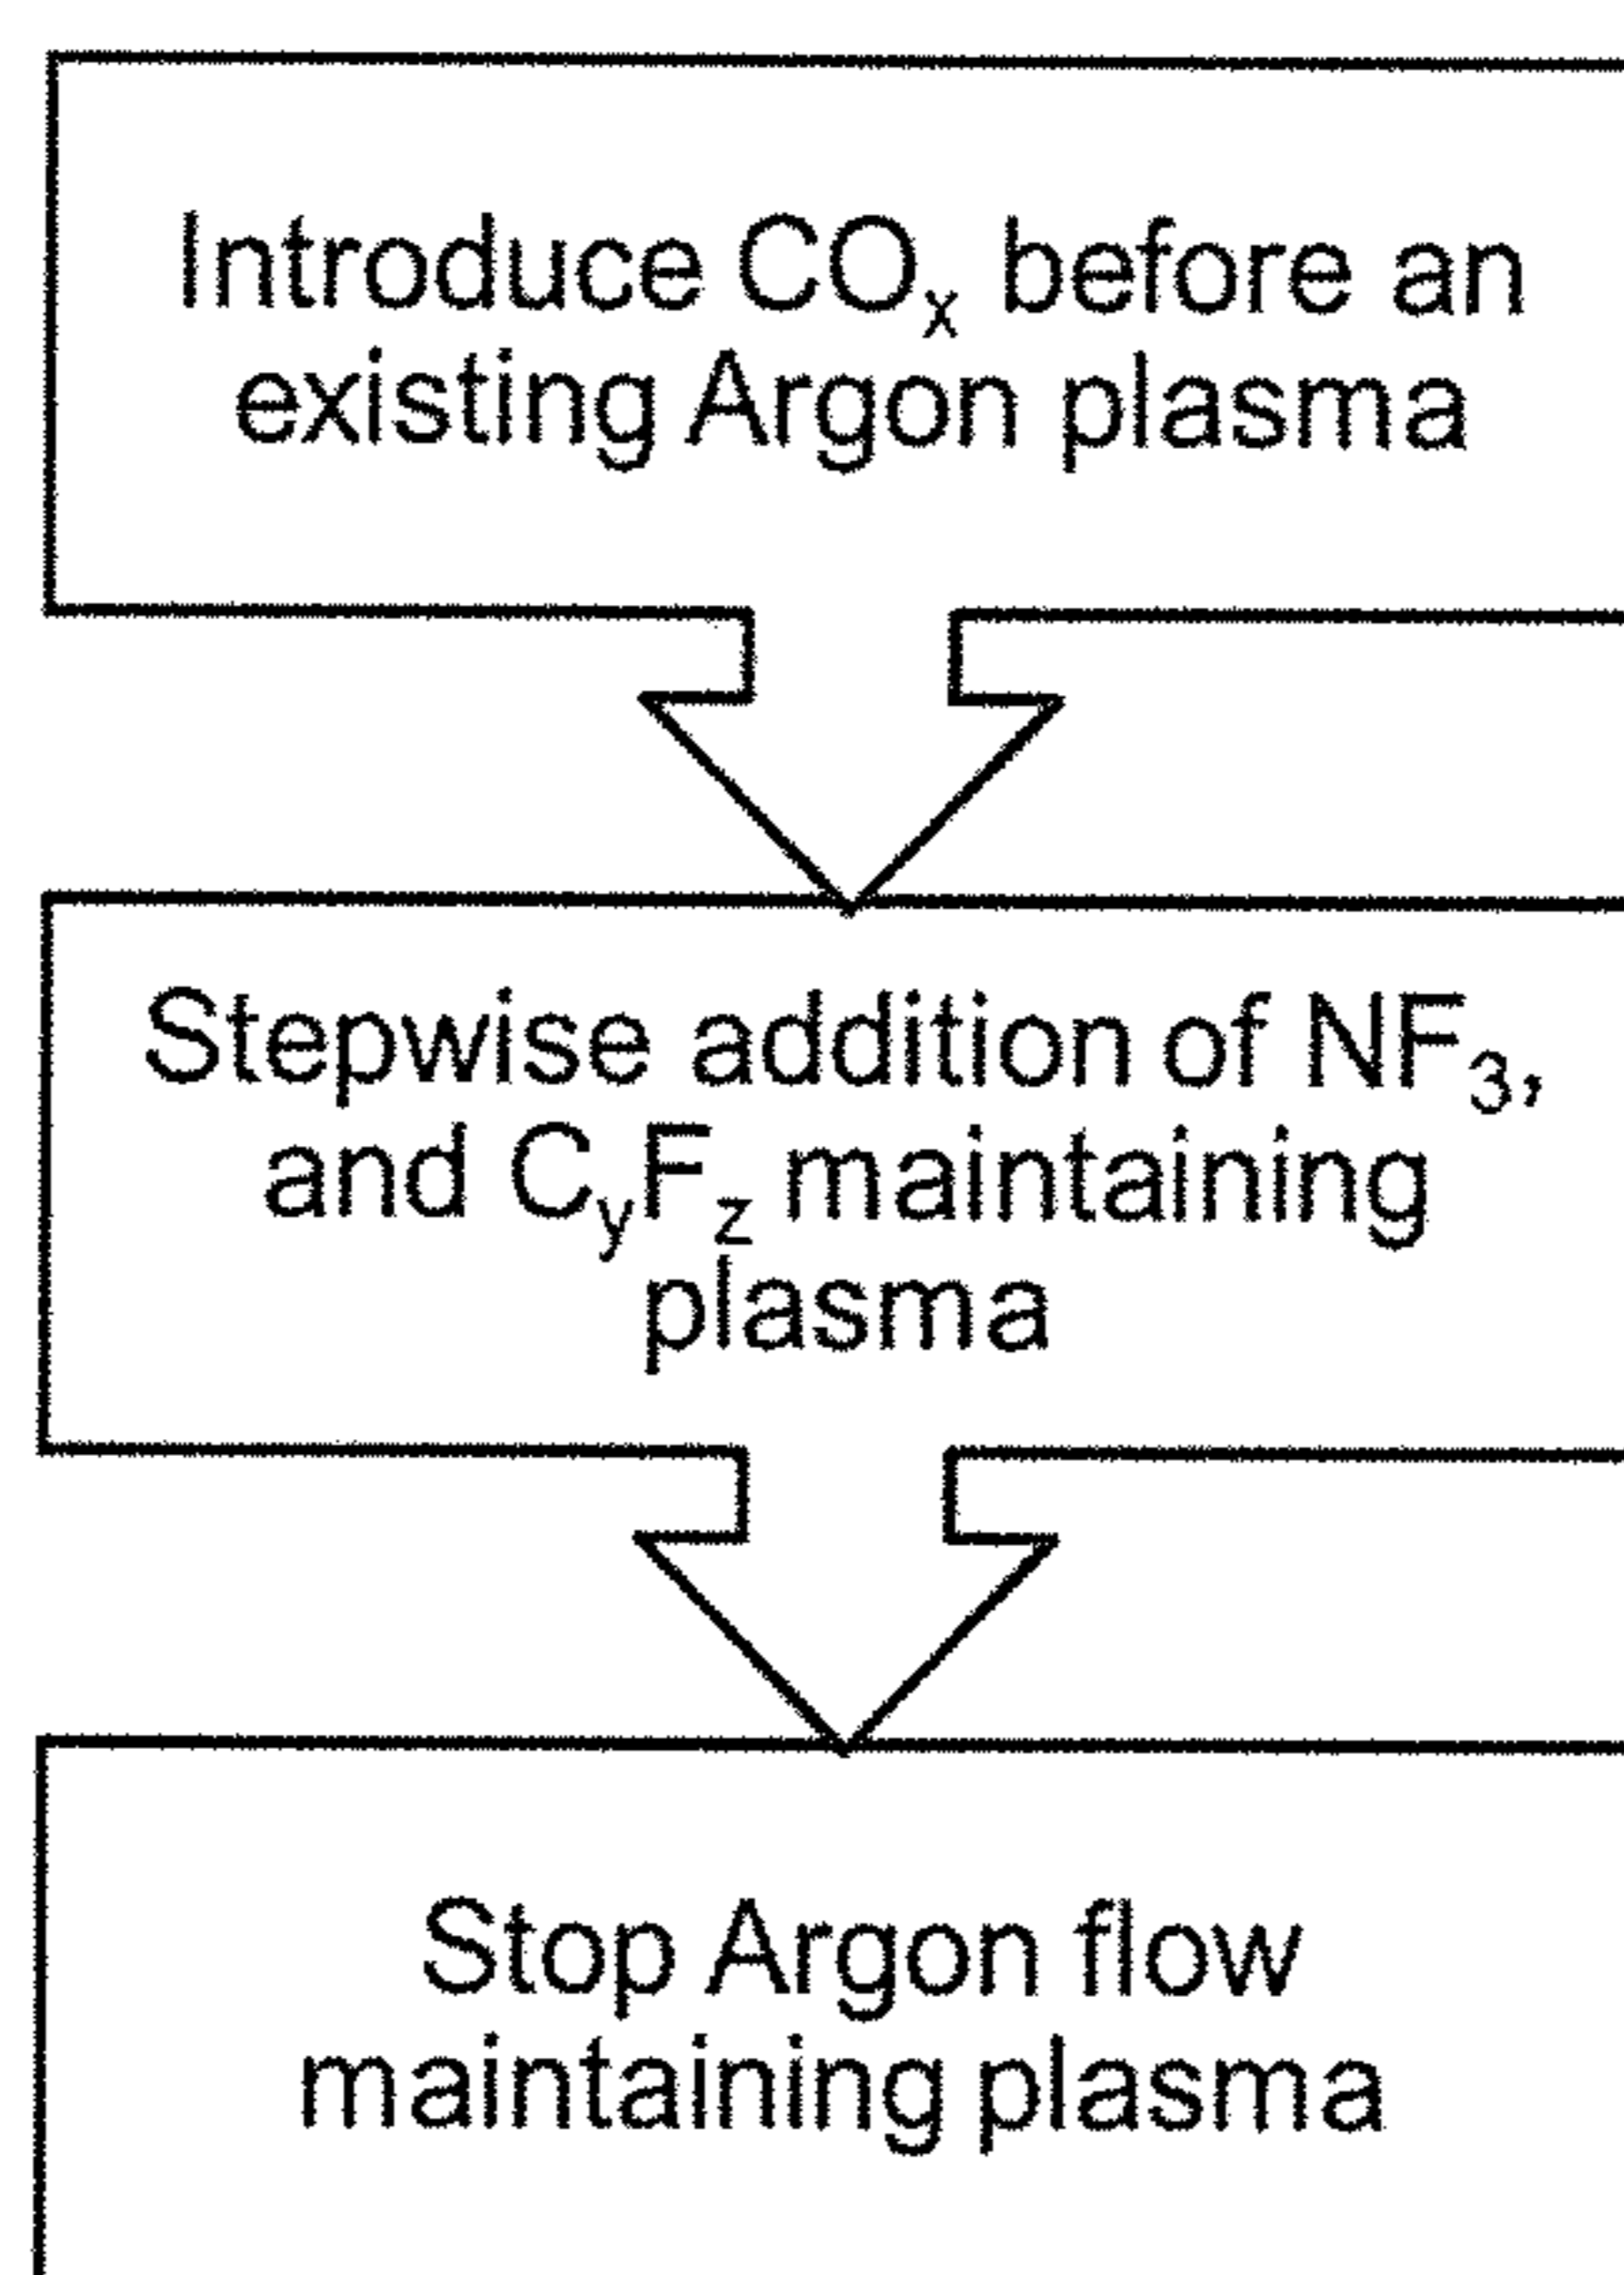 Introduce COₓ before an
existing Argon plasma
Stepwise addition of NF₃,
and CyFz maintaining
plasma
Stop Argon flow
maintaining plasma